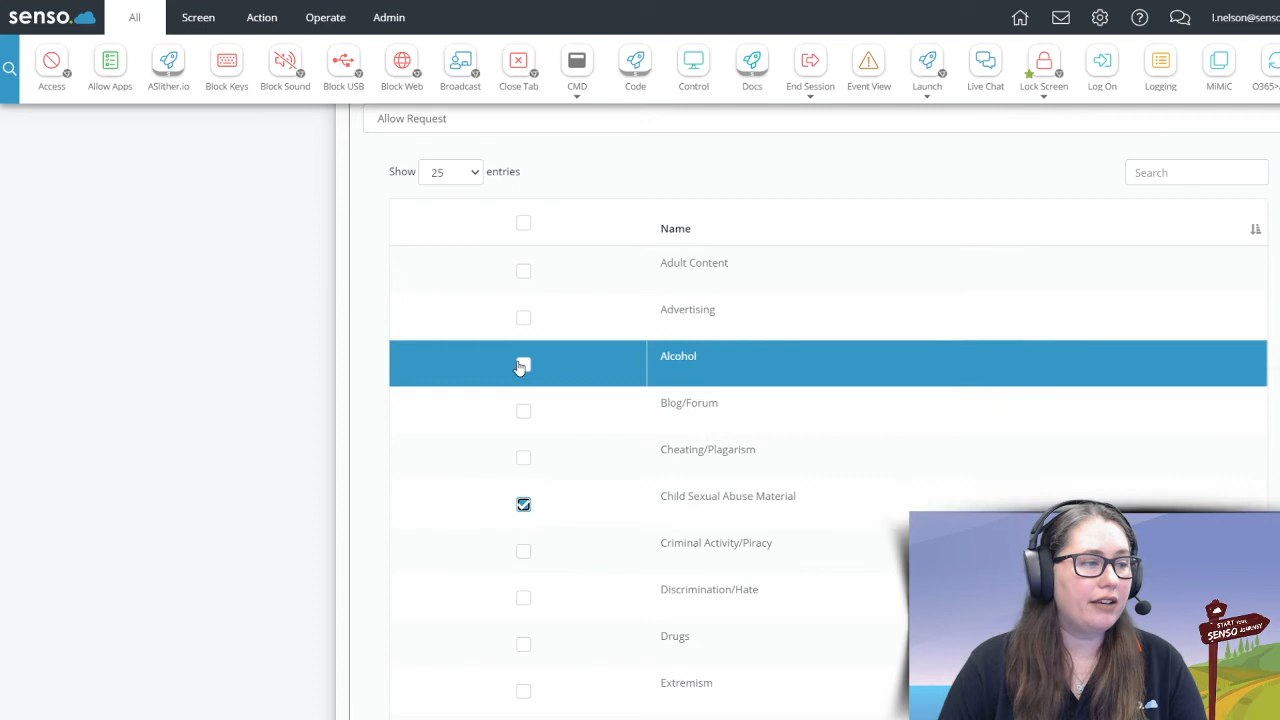 senso.
All
Screen
Action
Operate
Admin
l.nelson@senso
Access
Allow Apps
ASlither.io
Block Keys
Block Sound
Block USB
Block Web
Broadcast
Close Tab
CMD
Code
Control
Docs
End Session
Event View
Launch
Live Chat
Lock Screen
Log On
Logging
MiMiC
O365>
Allow Request
Show 25 entries
Search
Name
Adult Content
Advertising
Alcohol
Blog/Forum
Cheating/Plagarism
Child Sexual Abuse Material
Criminal Activity/Piracy
Discrimination/Hate
Drugs
Extremism
START YOUR
SENSO JOURNEY